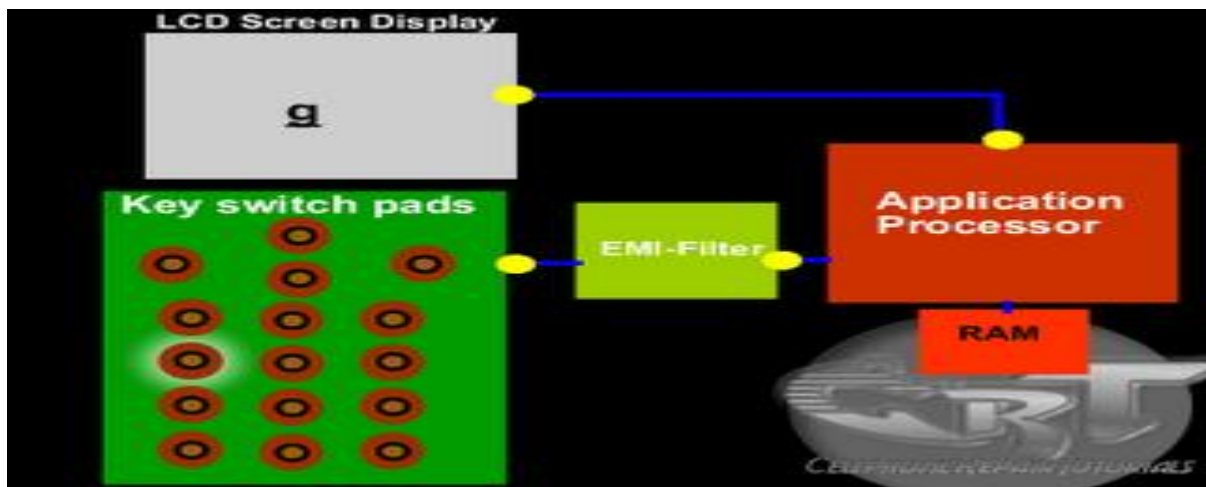 LCD Screen Display
g
Key switch pads
EMI-Filter
Application
Processor
RAM
CRT
CELLPHONE REPAIR TUTORIALS